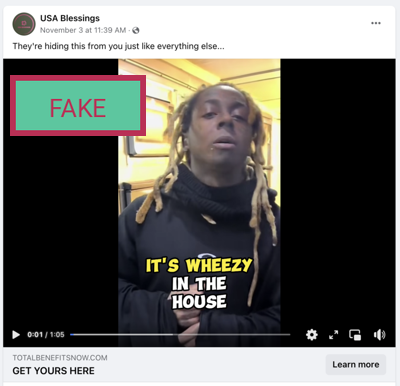 USA Blessings
November 3 at 11:39 AM ·
They're hiding this from you just like everything else...
FAKE
IT'S WHEEZY
IN THE
HOUSE
0:01 / 1:05
TOTALBENEFITSNOW.COM
GET YOURS HERE
Learn more